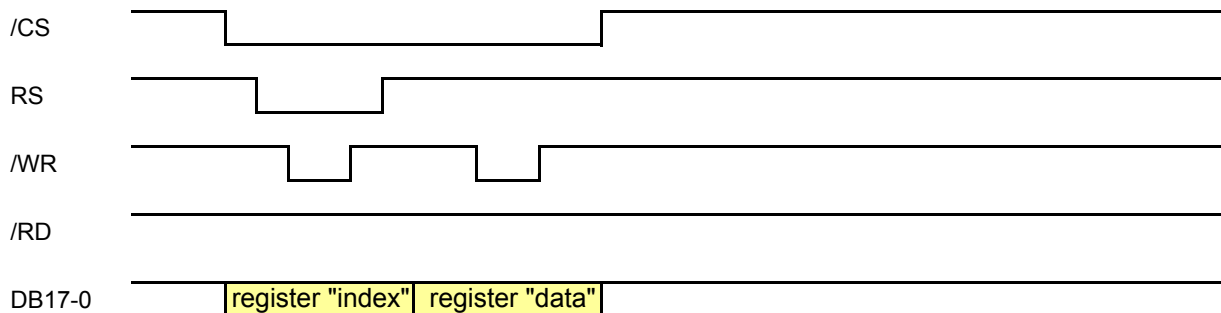 /CS
RS
/WR
/RD
DB17-0 register "index" register "data"